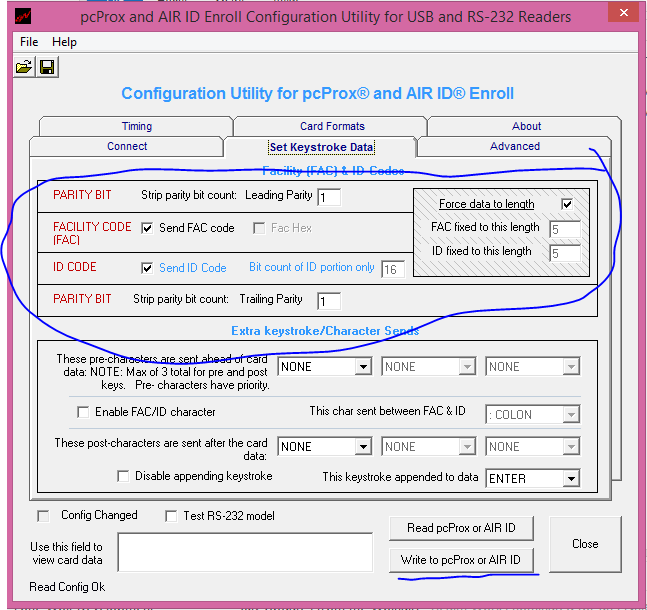 pcProx and AIR ID Enroll Configuration Utility for USB and RS-232 Readers
File Help
Configuration Utility for pcProx® and AIR ID® Enroll
Timing Card Formats About
Connect Set Keystroke Data Advanced
Facility (FAC) & ID Codes
PARITY BIT Strip parity bit count: Leading Parity 1
Force data to length
FACILITY CODE
(FAC)
Send FAC code Fac Hex
FAC fixed to this length 5
ID fixed to this length 5
ID CODE Send ID Code Bit count of ID portion only 16
PARITY BIT Strip parity bit count: Trailing Parity 1
Extra keystroke/Character Sends
These pre-characters are sent ahead of card
data: NOTE: Max of 3 total for pre and post
keys. Pre- characters have priority.
NONE NONE NONE
Enable FAC/ID character This char sent between FAC & ID : COLON
These post-characters are sent after the card
data:
NONE NONE NONE
Disable appending keystroke This keystroke appended to data ENTER
Config Changed Test RS-232 model
Read pcProx or AIR ID
Close
Use this field to
view card data
Write to pcProx or AIR ID
Read Config Ok